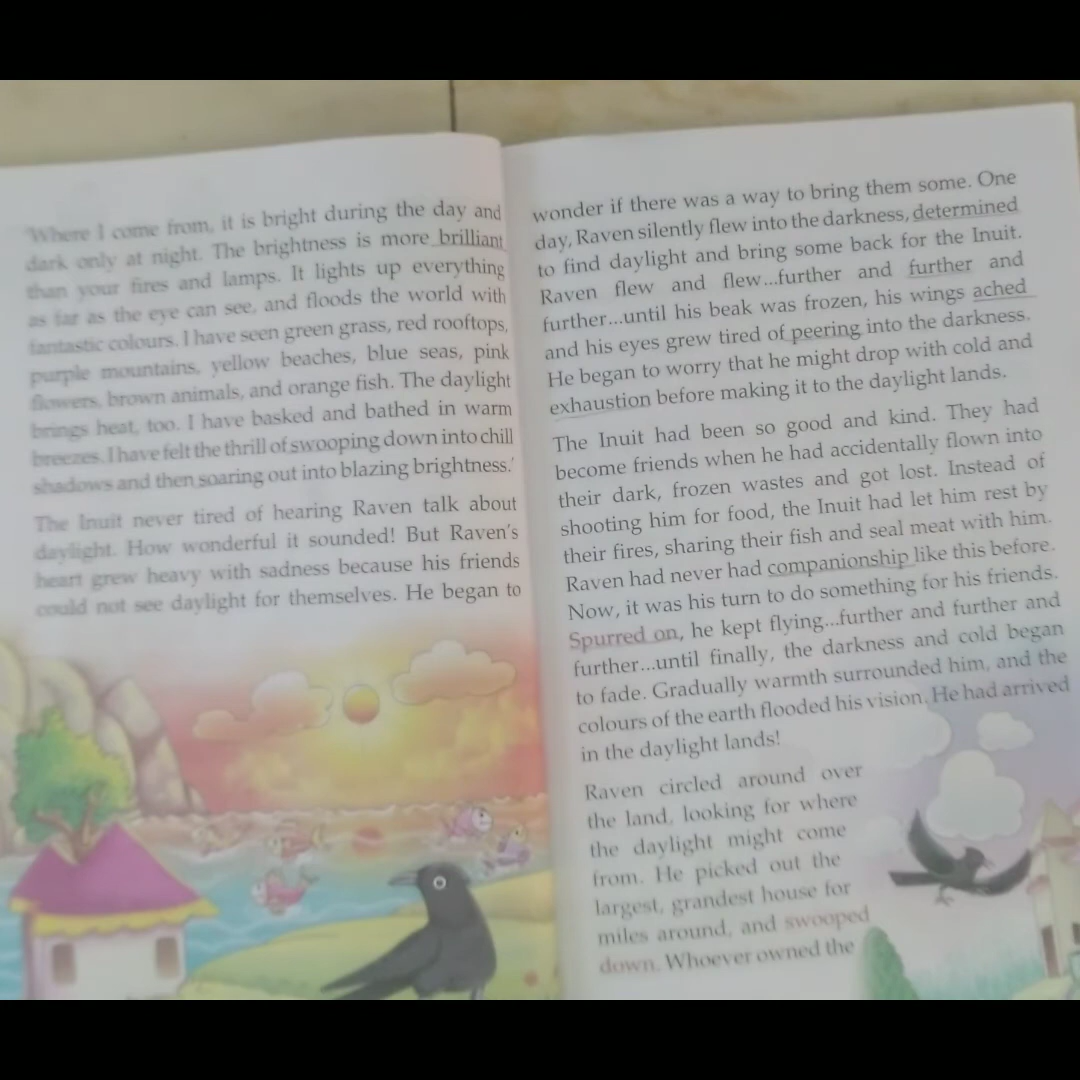 'Where I come from, it is bright during the day and
dark only at night. The brightness is more brilliant
than your fires and lamps. It lights up everything
as far as the eye can see, and floods the world with
fantastic colours. I have seen green grass, red rooftops,
purple mountains, yellow beaches, blue seas, pink
flowers, brown animals, and orange fish. The daylight
brings heat, too. I have basked and bathed in warm
breezes. I have felt the thrill of swooping down into chill
shadows and then soaring out into blazing brightness.'
The Inuit never tired of hearing Raven talk about
daylight. How wonderful it sounded! But Raven's
heart grew heavy with sadness because his friends
could not see daylight for themselves. He began to
wonder if there was a way to bring them some. One
day, Raven silently flew into the darkness, determined
to find daylight and bring some back for the Inuit.
Raven flew and flew...further and further and
further...until his beak was frozen, his wings ached
and his eyes grew tired of peering into the darkness.
He began to worry that he might drop with cold and
exhaustion before making it to the daylight lands.
The Inuit had been so good and kind. They had
become friends when he had accidentally flown into
their dark, frozen wastes and got lost. Instead of
shooting him for food, the Inuit had let him rest by
their fires, sharing their fish and seal meat with him.
Raven had never had companionship like this before.
Now, it was his turn to do something for his friends.
Spurred on, he kept flying...further and further and
further...until finally, the darkness and cold began
to fade. Gradually warmth surrounded him, and the
colours of the earth flooded his vision. He had arrived
in the daylight lands!
Raven circled around over
the land, looking for where
the daylight might come
from. He picked out the
largest, grandest house for
miles around, and swooped
down. Whoever owned the